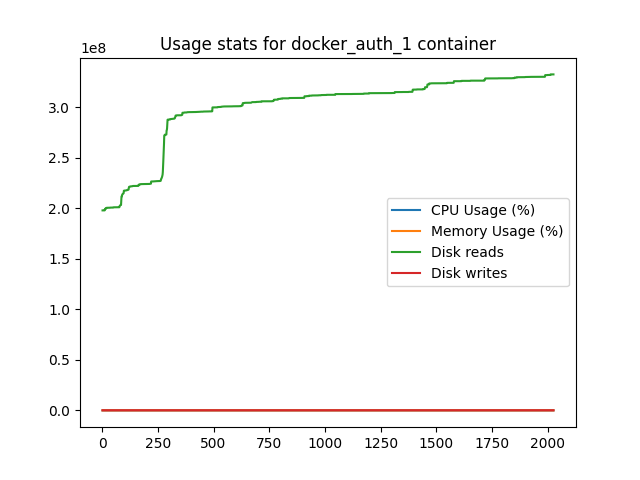 Usage stats for docker_auth_1 container
1e8
3.0
2.5
2.0
1.5
1.0
0.5
0.0
CPU Usage (%)
Memory Usage (%)
Disk reads
Disk writes
0 250 500 750 1000 1250 1500 1750 2000